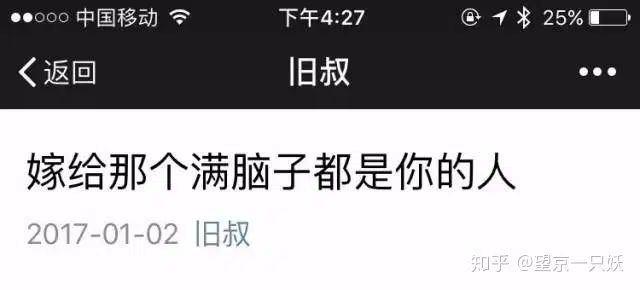 中国移动 下午4:27 25%
返回 旧叔
嫁给那个满脑子都是你的人
2017-01-02 旧叔
知乎 @望京一只妖